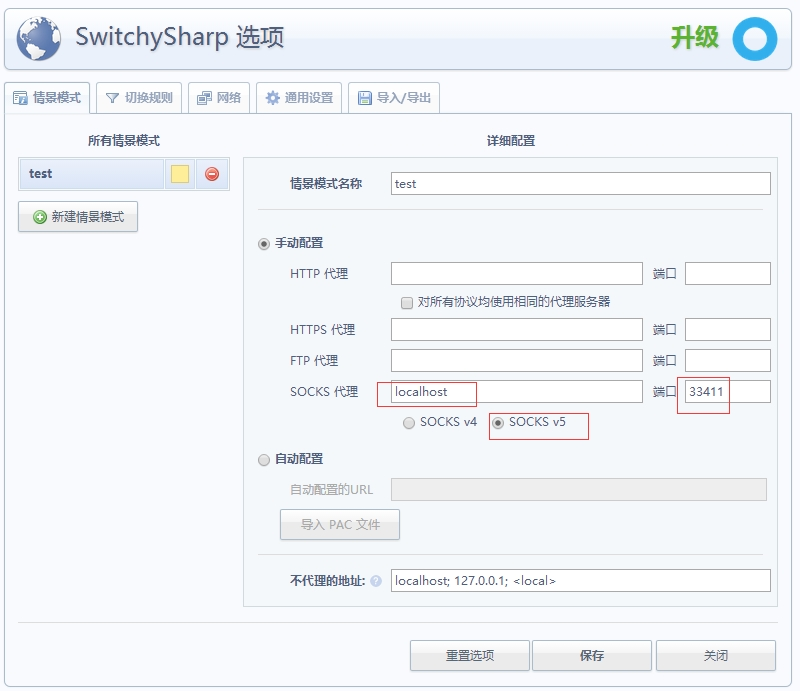 SwitchySharp 选项
升级
情景模式
切换规则
网络
通用设置
导入/导出
所有情景模式
test
新建情景模式
详细配置
情景模式名称 test
手动配置
HTTP 代理 端口
对所有协议均使用相同的代理服务器
HTTPS 代理 端口
FTP 代理 端口
SOCKS 代理 localhost 端口 33411
SOCKS v4 SOCKS v5
自动配置
自动配置的URL
导入 PAC 文件
不代理的地址: ? localhost; 127.0.0.1; <local>
重置选项 保存 关闭